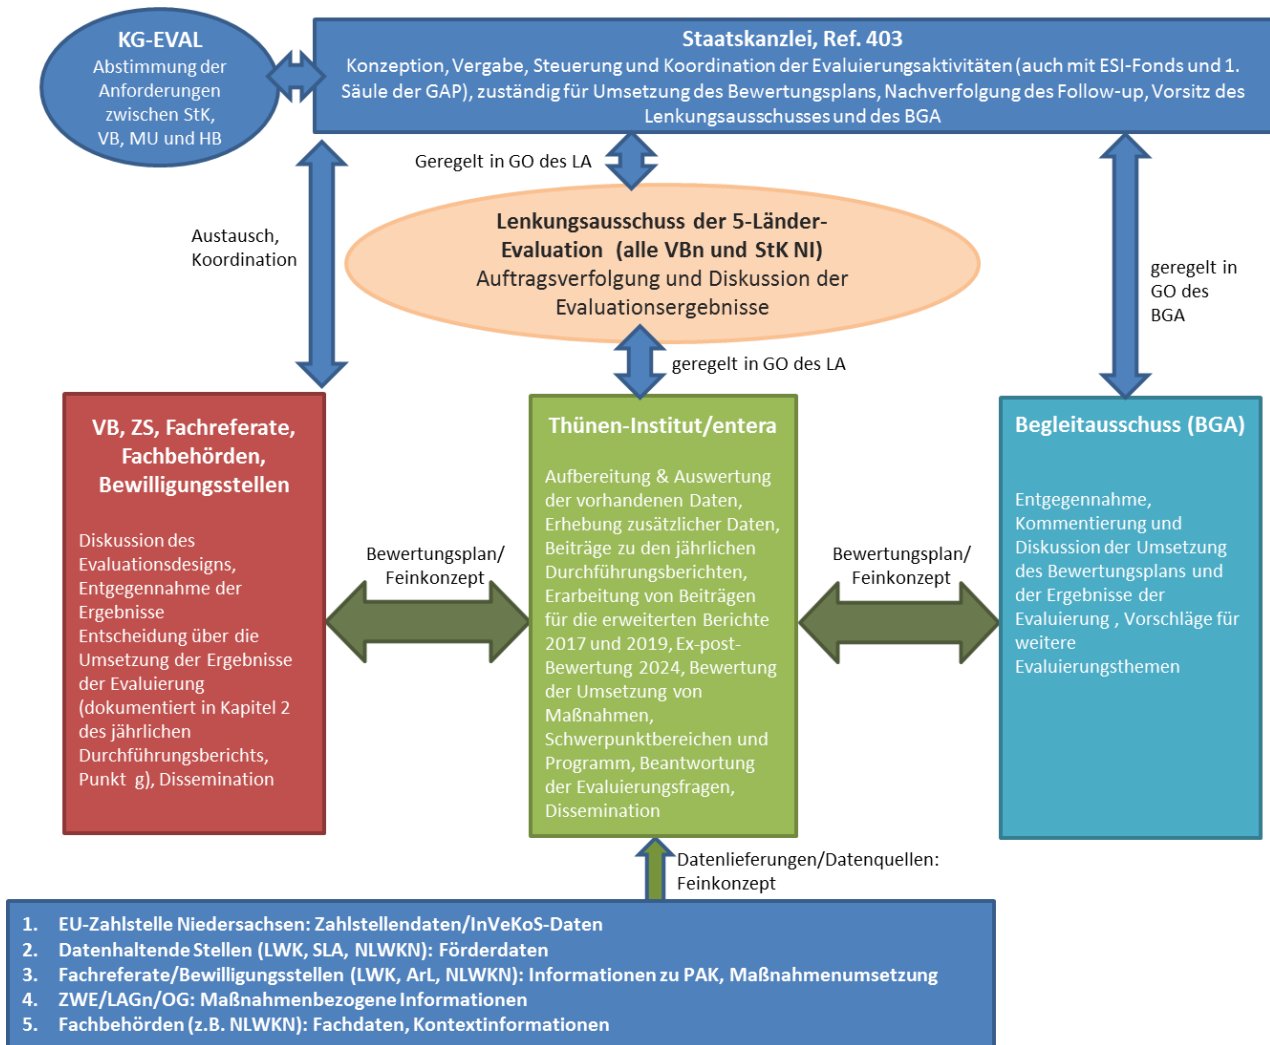 KG-EVAL
Abstimmung der
Anforderungen
zwischen StK,
VB, MU und HB
Staatskanzlei, Ref. 403
Konzeption, Vergabe, Steuerung und Koordination der Evaluierungsaktivitäten (auch mit ESI-Fonds und 1.
Säule der GAP), zuständig für Umsetzung des Bewertungsplans, Nachverfolgung des Follow-up, Vorsitz des
Lenkungsausschusses und des BGA
Geregelt in GO des LA
Austausch,
Koordination
Lenkungsausschuss der 5-Länder-
Evaluation (alle VBn und StK NI)
Auftragsverfolgung und Diskussion der
Evaluationsergebnisse
geregelt in
GO des
BGA
geregelt in GO des LA
VB, ZS, Fachreferate,
Fachbehörden,
Bewilligungsstellen
Diskussion des
Evaluationsdesigns,
Entgegennahme der
Ergebnisse
Entscheidung über die
Umsetzung der Ergebnisse
der Evaluierung
(dokumentiert in Kapitel 2
des jährlichen
Durchführungsberichts,
Punkt g), Dissemination
Bewertungsplan/
Feinkonzept
Thünen-Institut/entera
Aufbereitung & Auswertung
der vorhandenen Daten,
Erhebung zusätzlicher Daten,
Beiträge zu den jährlichen
Durchführungsberichten,
Erarbeitung von Beiträgen
für die erweiterten Berichte
2017 und 2019, Ex-post-
Bewertung 2024, Bewertung
der Umsetzung von
Maßnahmen,
Schwerpunktbereichen und
Programm, Beantwortung
der Evaluierungsfragen,
Dissemination
Bewertungsplan/
Feinkonzept
Begleitausschuss (BGA)
Entgegennahme,
Kommentierung und
Diskussion der Umsetzung
des Bewertungsplans und
der Ergebnisse der
Evaluierung , Vorschläge für
weitere
Evaluierungsthemen
Datenlieferungen/Datenquellen:
Feinkonzept
1. EU-Zahlstelle Niedersachsen: Zahlstellendaten/InVeKoS-Daten
2. Datenhaltende Stellen (LWK, SLA, NLWKN): Förderdaten
3. Fachreferate/Bewilligungsstellen (LWK, ArL, NLWKN): Informationen zu PAK, Maßnahmenumsetzung
4. ZWE/LAGn/OG: Maßnahmenbezogene Informationen
5. Fachbehörden (z.B. NLWKN): Fachdaten, Kontextinformationen